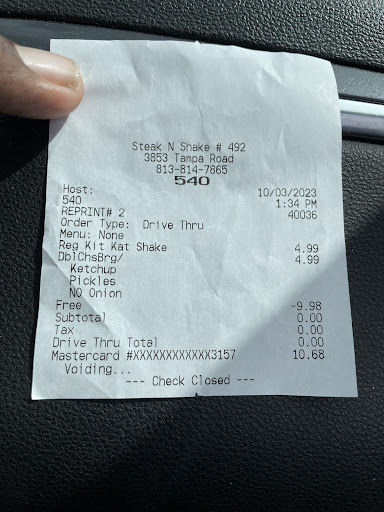 Steak N Shake # 492
3853 Tampa Road
813-814-7865
540
Host: 10/03/2023
540 1:34 PM
REPRINT# 2 40036
Order Type: Drive Thru
Menu: None
Reg Kit Kat Shake 4.99
DblChsBrg/ 4.99
Ketchup
Pickles
NO Onion
Free -9.98
Subtotal 0.00
Tax 0.00
Drive Thru Total 0.00
Mastercard #XXXXXXXXXXXX3157 10.68
Voiding...
--- Check Closed ---